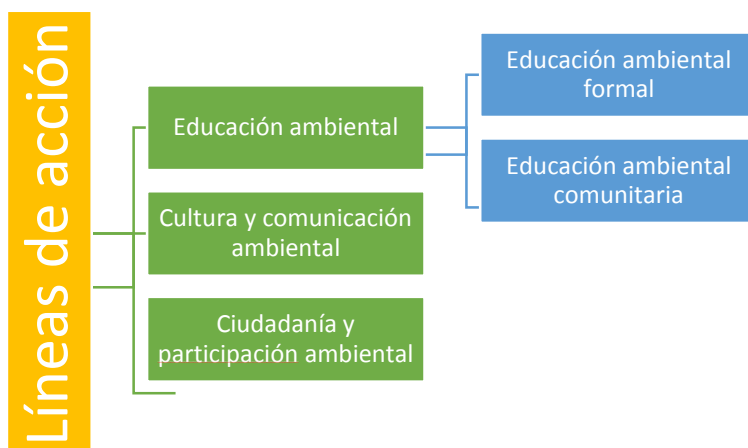 Líneas de acción
Educación ambiental
Cultura y comunicación
ambiental
Ciudadanía y
participación ambiental
Educación ambiental
formal
Educación ambiental
comunitaria